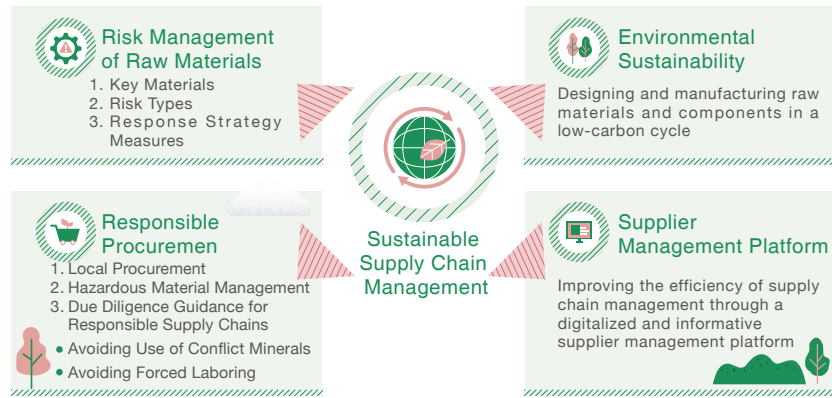 Risk Management
of Raw Materials
1. Key Materials
2. Risk Types
3. Response Strategy
Measures
Environmental
Sustainability
Designing and manufacturing raw
materials and components in a
low-carbon cycle
Sustainable
Supply Chain
Management
Responsible
Procuremen
1. Local Procurement
2. Hazardous Material Management
3. Due Diligence Guidance for
Responsible Supply Chains
• Avoiding Use of Conflict Minerals
• Avoiding Forced Laboring
Supplier
Management Platform
Improving the efficiency of supply
chain management through a
digitalized and informative
supplier management platform